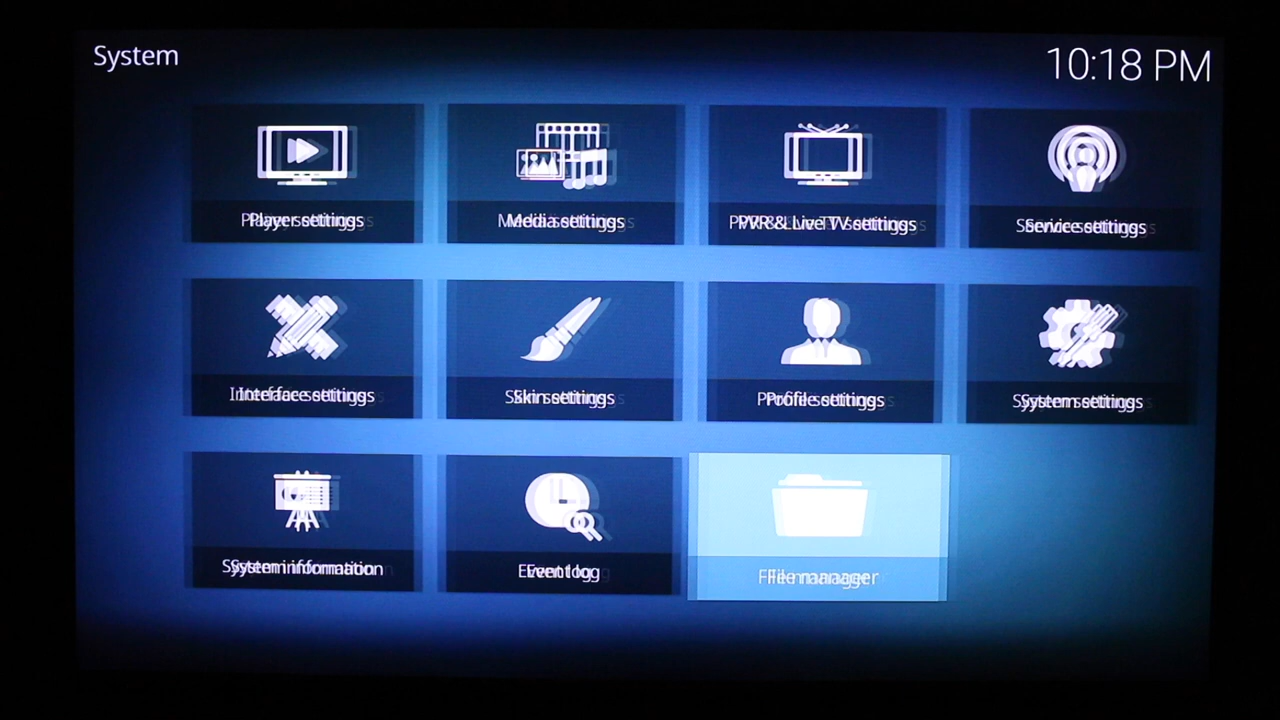 System
10:18 PM
Player settings
Media settings
PVR & Live TV settings
Service settings
Interface settings
Skin settings
Profile settings
System settings
System information
Event log
File manager